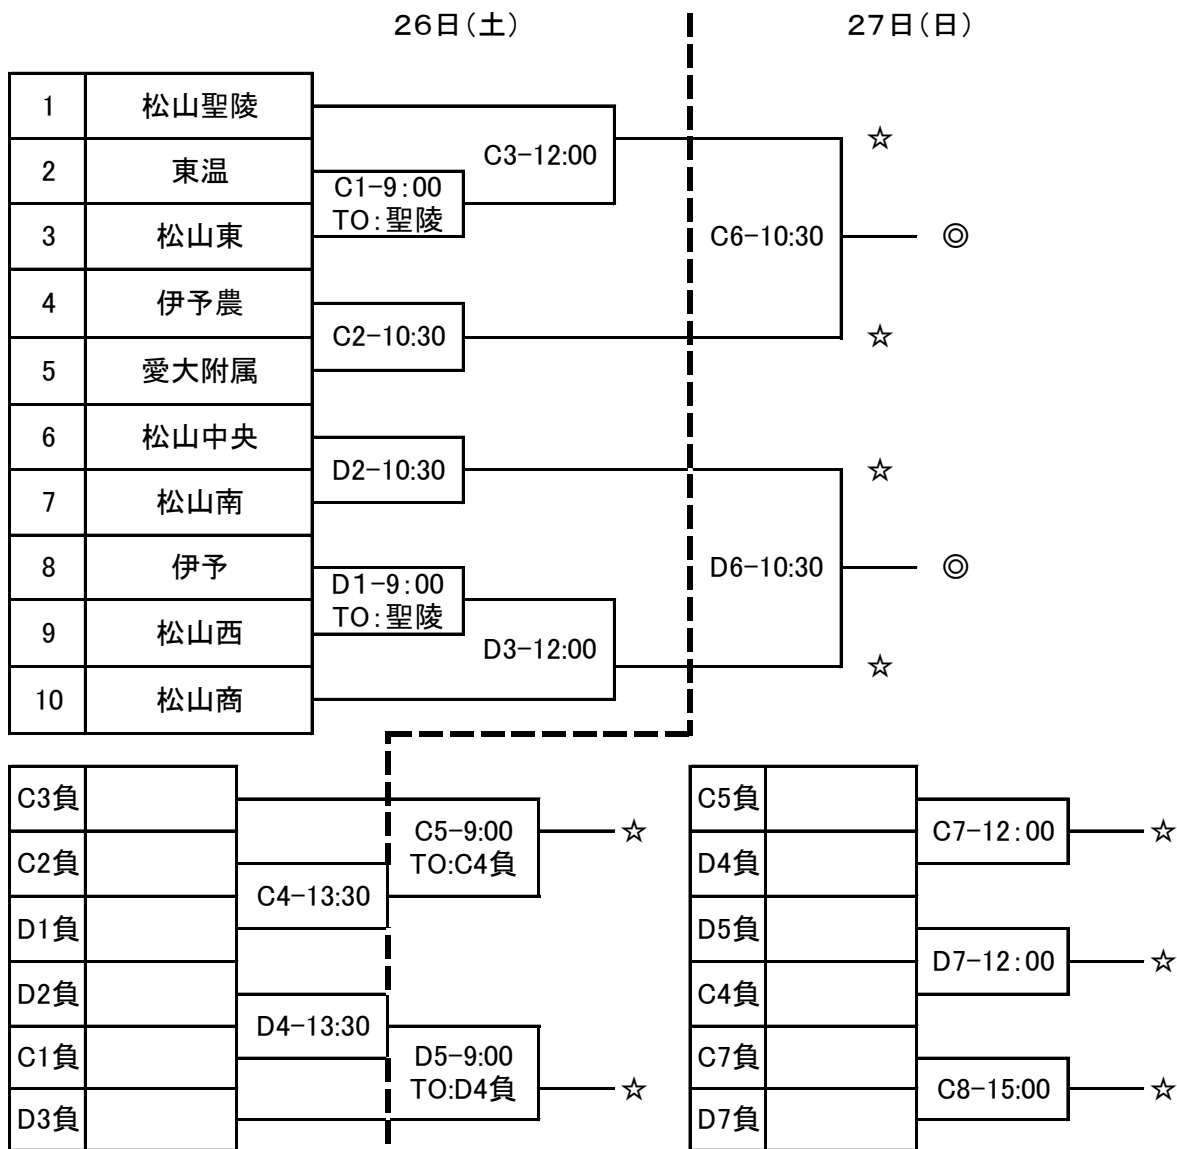 26日（土）
27日（日）
1 松山聖陵
2 東温
3 松山東
4 伊予農
5 愛大附属
6 松山中央
7 松山南
8 伊予
9 松山西
10 松山商
C1-9:00
TO:聖陵
C3-12:00
C2-10:30
D2-10:30
D1-9:00
TO:聖陵
D3-12:00
☆
C6-10:30
◎
☆
☆
D6-10:30
◎
☆
C3負
C2負
D1負
D2負
C1負
D3負
C4-13:30
D4-13:30
C5-9:00
TO:C4負
☆
D5-9:00
TO:D4負
☆
C5負
D4負
D5負
C4負
C7負
D7負
C7-12:00
☆
D7-12:00
☆
C8-15:00
☆